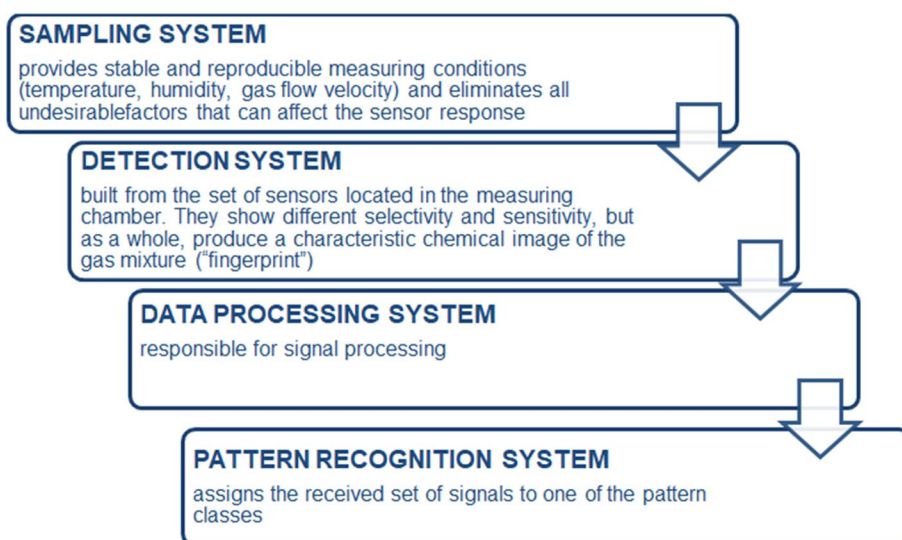 SAMPLING SYSTEM
provides stable and reproducible measuring conditions
(temperature, humidity, gas flow velocity) and eliminates all
undesirablefactors that can affect the sensor response
DETECTION SYSTEM
built from the set of sensors located in the measuring
chamber. They show different selectivity and sensitivity, but
as a whole, produce a characteristic chemical image of the
gas mixture (“fingerprint”)
DATA PROCESSING SYSTEM
responsible for signal processing
PATTERN RECOGNITION SYSTEM
assigns the received set of signals to one of the pattern
classes